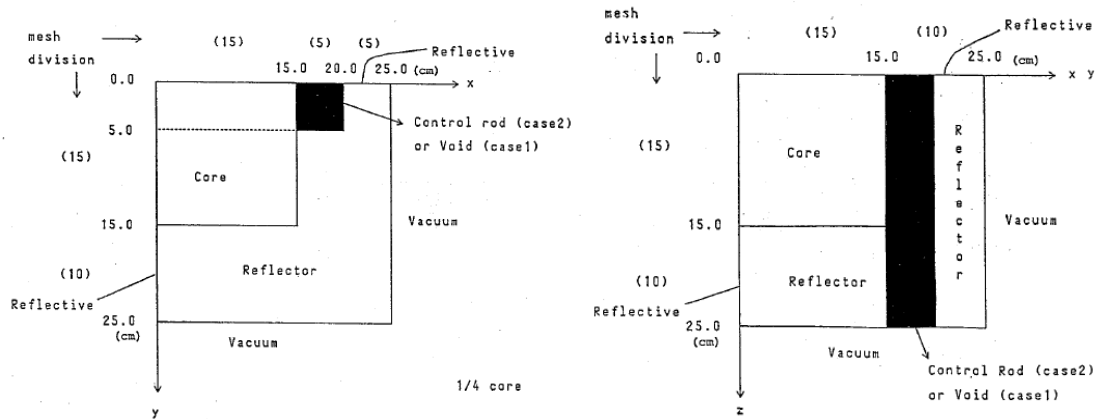 mesh
division
(15)
(5)
(5)
Reflective
0.0
15.0
20.0
25.0 (cm)
x
5.0
Control rod (case2)
or Void (case1)
(15)
Core
15.0
Vacuum
Reflector
(10)
Reflective
25.0
(cm)
Vacuum
1/4 core
y
mesh
division
(15)
(10)
Reflective
0.0
15.0
25.0 (cm)
x y
(15)
Core
Reflector
Vacuum
15.0
(10)
Reflector
Reflective
25.0
(cm)
Vacuum
Control Rod (case2)
or Void (case1)
z